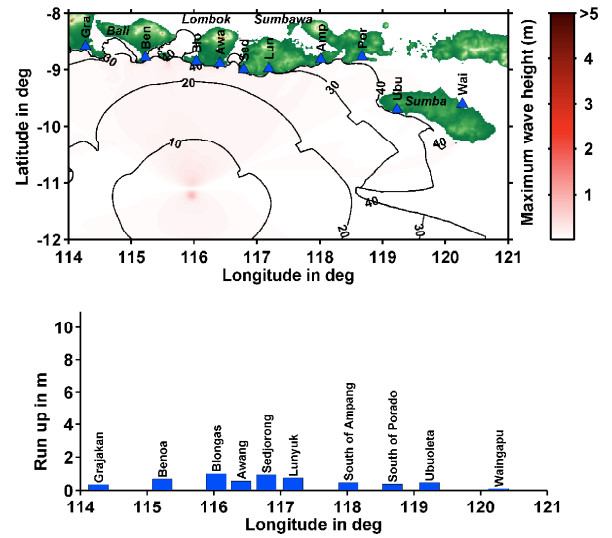 -8
-9
-10
-11
-12
Latitude in deg
Gra
Bali
Ben
Lombok
Blo
Awa
Sed
Sumbawa
Lun
Amp
Por
Ubu
Sumba
Wai
30
40
40
20
30
40
40
10
20
40
30
114 115 116 117 118 119 120 121
Longitude in deg
>5
4
3
2
1
Maximum wave height (m)
10
8
6
4
2
0
Run up in m
Grajakan
Benoa
Blongas
Awang
Sedjorong
Lunyuk
South of Ampang
South of Porado
Ubuoleta
Waingapu
114 115 116 117 118 119 120 121
Longitude in deg